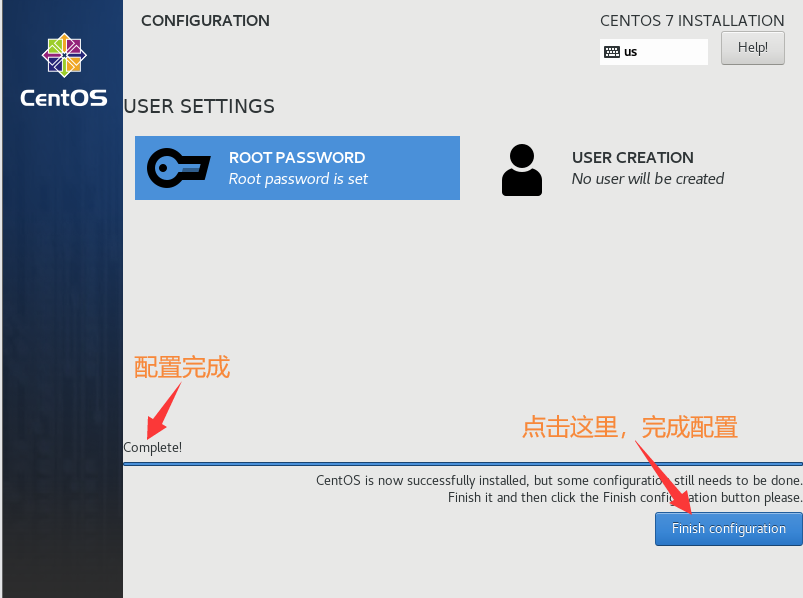 CONFIGURATION
CENTOS 7 INSTALLATION
us
Help!
CentOS
USER SETTINGS
ROOT PASSWORD
Root password is set
USER CREATION
No user will be created
配置完成
点击这里，完成配置
Complete!
CentOS is now successfully installed, but some configuration still needs to be done.
Finish it and then click the Finish configuration button please.
Finish configuration